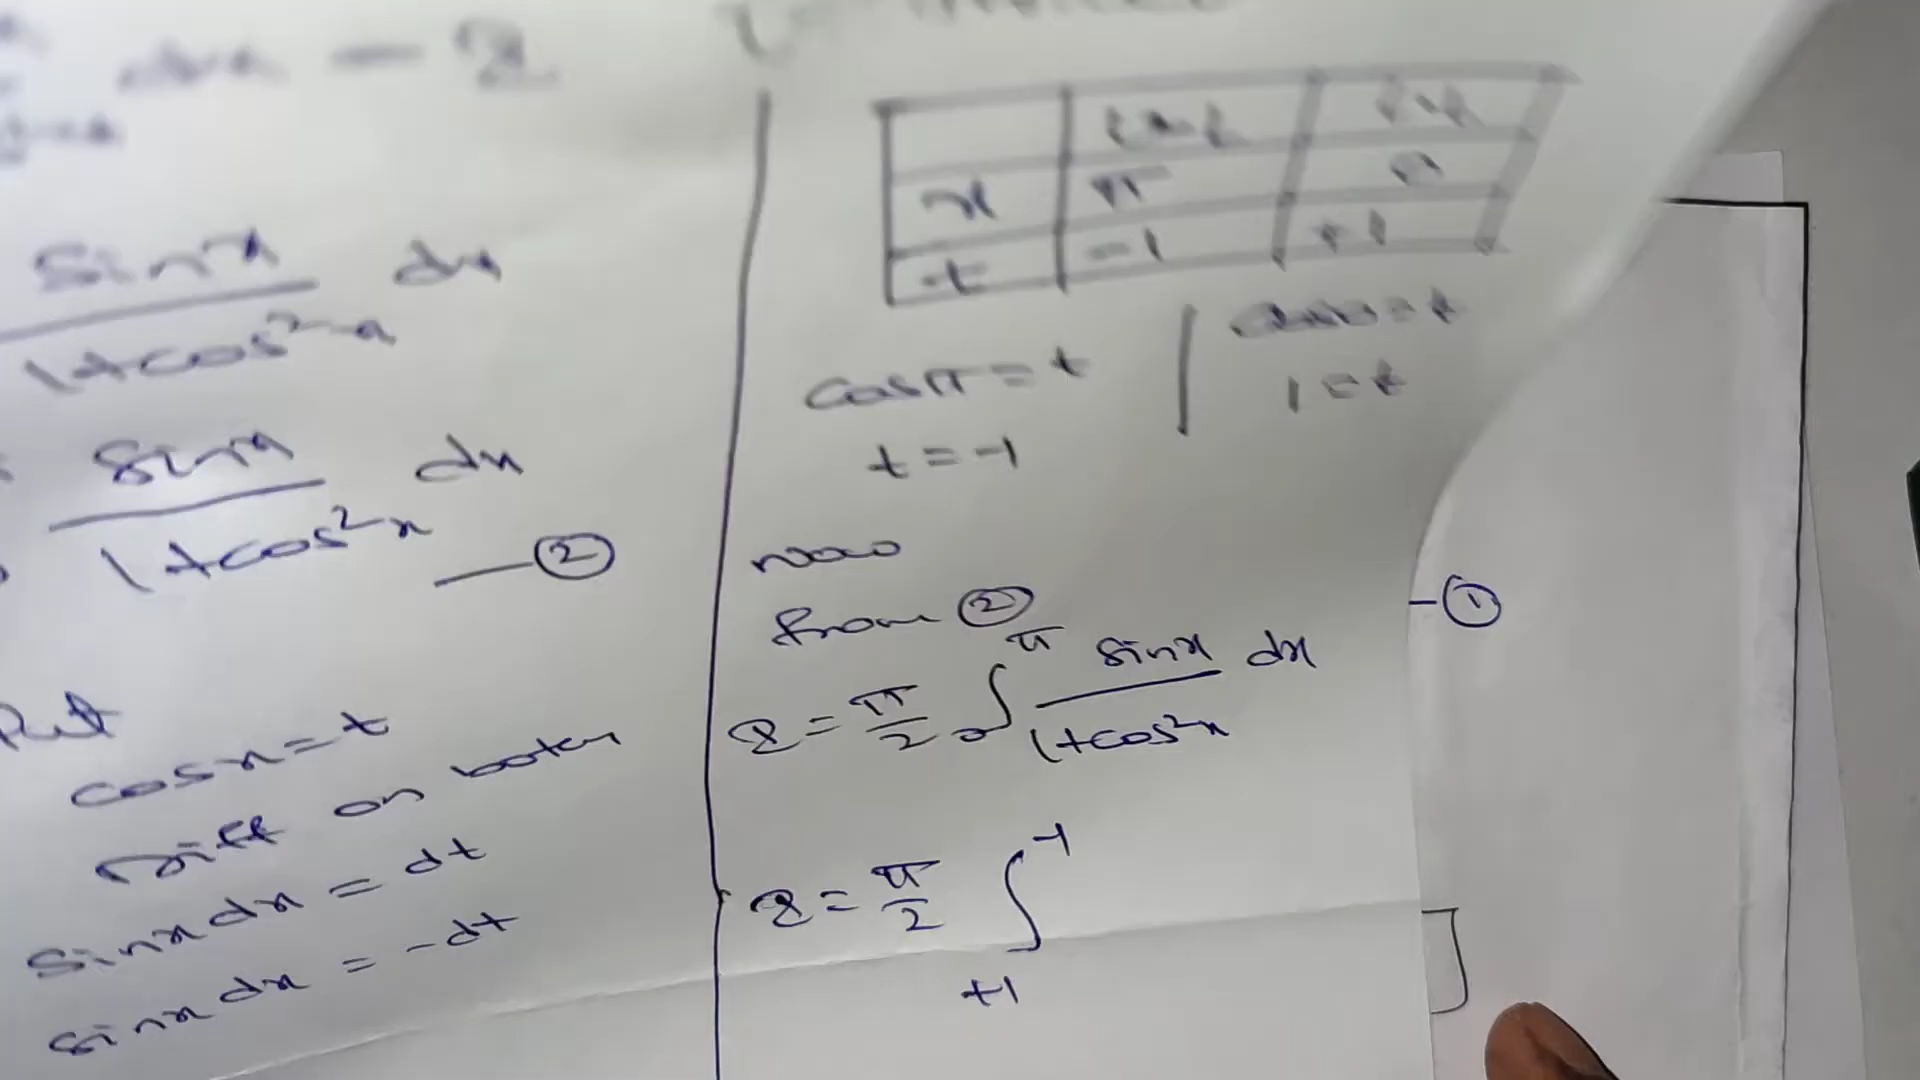 dx - I
sinx dx
1+cos²x
sinx dx
1+cos²x
— ②
Put
cosx = t
Diff on both
sinx dx = dt
sinx dx = -dt
x π 0
t -1 +1
cosπ = t
t = -1
1 = t
now
from ②
I = π/2 ₀∫^π sinx/(1+cos²x) dx
I = π/2 ∫ -1
+1
- ①